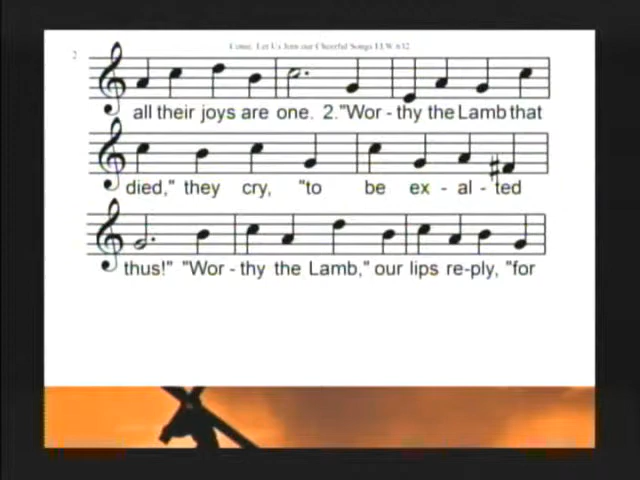 Come, Let Us Join our Cheerful Songs ELW 632
2
all their joys are one. 2."Wor - thy the Lamb that
died," they cry, "to be ex - al - ted
thus!" "Wor - thy the Lamb," our lips re-ply, "for